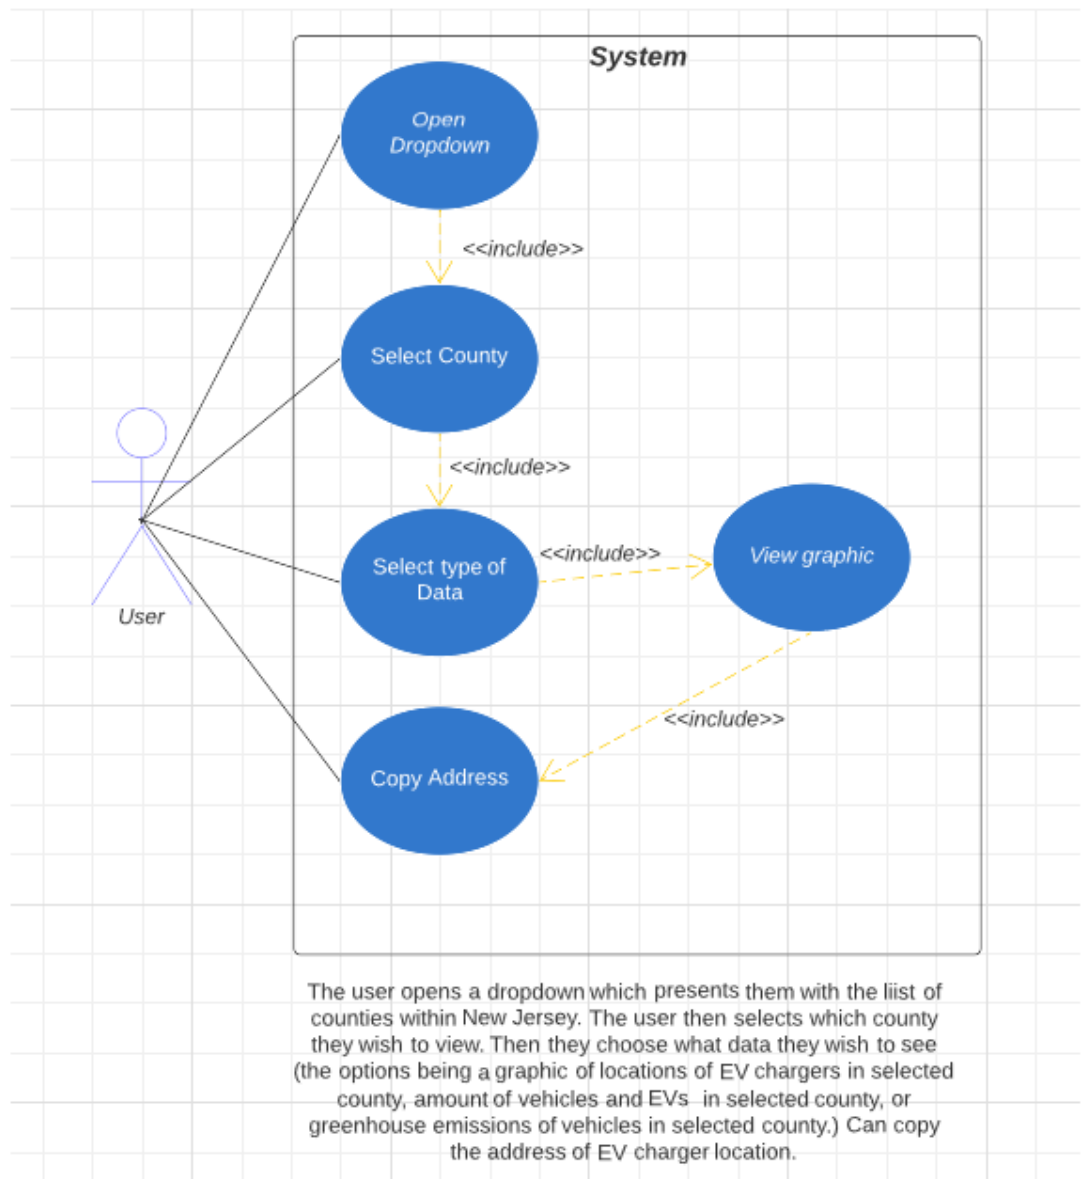 System
Open
Dropdown
<<include>>
Select County
<<include>>
Select type of
Data
<<include>>
View graphic
User
<<include>>
Copy Address
The user opens a dropdown which presents them with the liist of
counties within New Jersey. The user then selects which county
they wish to view. Then they choose what data they wish to see
(the options being a graphic of locations of EV chargers in selected
county, amount of vehicles and EVs in selected county, or
greenhouse emissions of vehicles in selected county.) Can copy
the address of EV charger location.